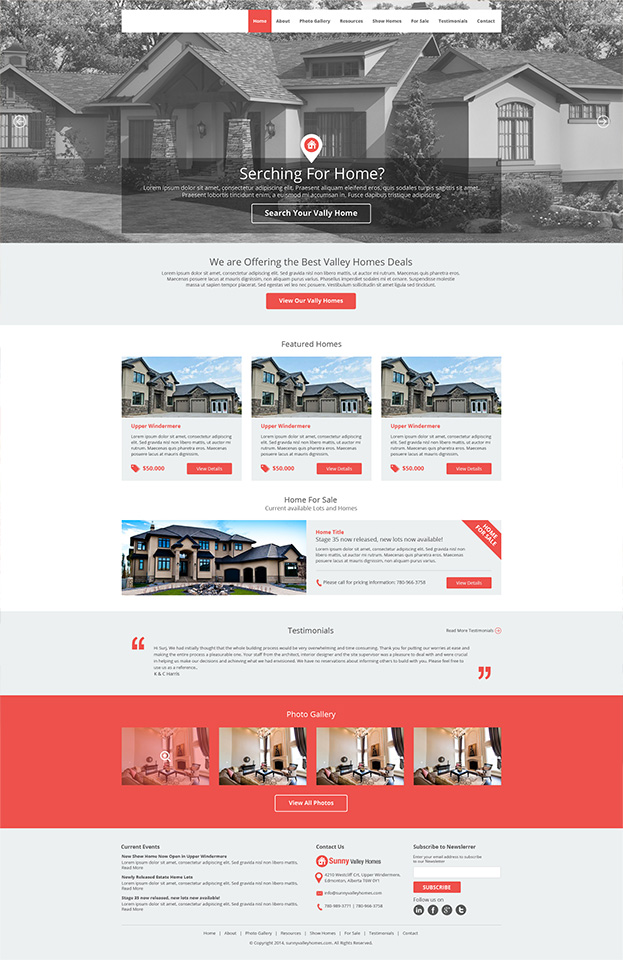 Home About Photo Gallery Resources Show Homes For Sale Testimonials Contact
Serching For Home?
Lorem ipsum dolor sit amet, consectetur adipiscing elit. Praesent aliquam eleifend eros, quis sodales turpis sagittis sit amet.
Praesent lobortis tincidunt enim, a euismod mi accumsan in. Fusce dapibus tristique adipiscing.
Search Your Vally Home
We are Offering the Best Valley Homes Deals
Lorem ipsum dolor sit amet, consectetur adipiscing elit. Sed gravida nisl non libero mattis, ut auctor mi rutrum. Maecenas quis pharetra eros.
Maecenas posuere lacus at mauris dignissim, non aliquam purus varius. Phasellus imperdiet sodales mi et ornare. Suspendisse molestie
massa ut sapien tempor placerat. Sed egestas vel leo nec posuere. Vestibulum sollicitudin sit amet ligula sed tincidunt.
View Our Vally Homes
Featured Homes
Upper Windermere
Lorem ipsum dolor sit amet, consectetur adipiscing
elit. Sed gravida nisl non libero mattis, ut auctor mi
rutrum. Maecenas quis pharetra eros. Maecenas
posuere lacus at mauris dignissim.
$50.000
View Details
Upper Windermere
Lorem ipsum dolor sit amet, consectetur adipiscing
elit. Sed gravida nisl non libero mattis, ut auctor mi
rutrum. Maecenas quis pharetra eros. Maecenas
posuere lacus at mauris dignissim.
$50.000
View Details
Upper Windermere
Lorem ipsum dolor sit amet, consectetur adipiscing
elit. Sed gravida nisl non libero mattis, ut auctor mi
rutrum. Maecenas quis pharetra eros. Maecenas
posuere lacus at mauris dignissim.
$50.000
View Details
Home For Sale
Current available Lots and Homes
HOME
FOR SALE
Home Title
Stage 35 now released, new lots now available!
Lorem ipsum dolor sit amet, consectetur adipiscing elit. Sed gravida nisl non libero
mattis, ut auctor mi rutrum. Maecenas quis pharetra eros. Maecenas posuere lacus
at mauris dignissim, non aliquam purus varius.
Please call for pricing information: 780-966-3758
View Details
Testimonials
Read More Testimonials
Hi Sury, We had initially thought that the whole building process would be very overwhelming and time consuming. Thank you for putting our worries at ease and
making the entire process a pleasurable one. Your staff from the architect, interior designer and the site supervisor was a pleasure to deal with and were crucial
in helping us make our decisions and achieving what we had envisioned. We have no reservations about informing others to build with you. Please feel free to
use us as a reference..
K & C Harris
Photo Gallery
View All Photos
Current Events
New Show Home Now Open in Upper Windermere
Lorem ipsum dolor sit amet, gravida nisl non libero mattis,
Read More
Newly Released Estate Home Lots
Lorem ipsum dolor sit amet, gravida nisl non libero mattis,
Read More
Stage 35 now released, new lots now available!
Lorem ipsum dolor sit amet, gravida nisl non libero mattis,
Read More
Contact Us
Sunny Valley Homes
4210 Westcliff Crt, Upper Windermere,
Edmonton, Alberta T6W 0Y1
info@sunnyvalleyhomes.com
780-989-3771 | 780-966-3758
Subscribe to Newslerrer
Enter your email address to subscribe
to our Newsletter
SUBSCRIBE
Follow us on
Home | About | Photo Gallery | Resources | Show Homes | For Sale | Testimonials | Contact
© Copyright 2014, sunnyvalleyhomes.com. All Rights Reserved.